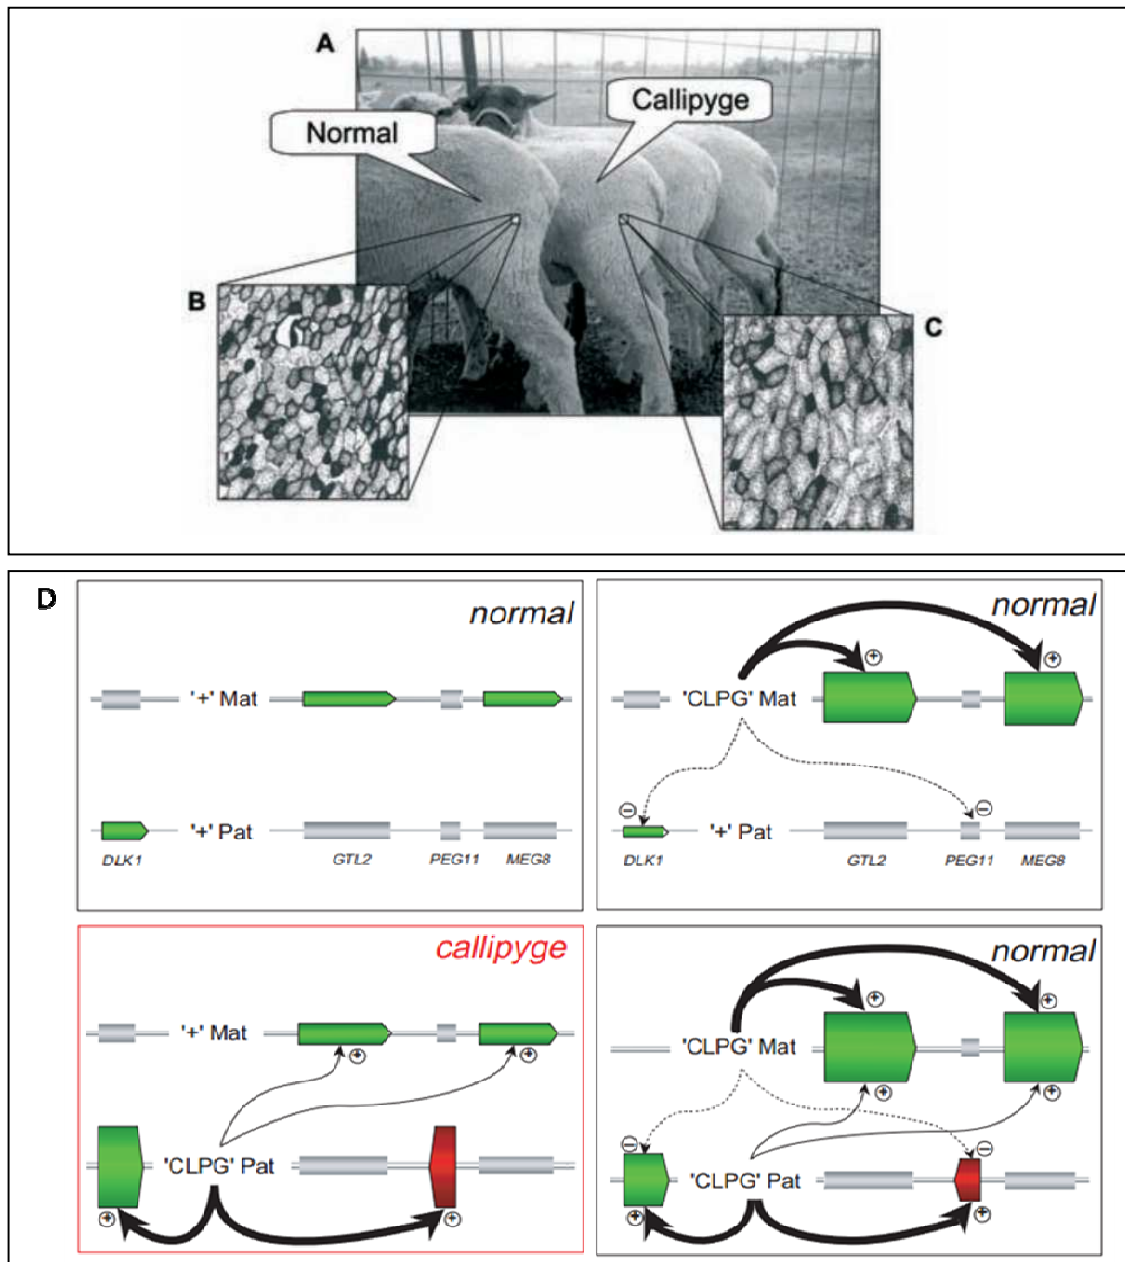 A
Normal
Callipyge
B
C
D
normal
'+' Mat
'+' Pat
DLK1
GTL2
PEG11
MEG8
normal
+
+
'CLPG' Mat
−
−
'+' Pat
DLK1
GTL2
PEG11
MEG8
callipyge
'+' Mat
+
+
'CLPG' Pat
+
+
normal
+
+
'CLPG' Mat
+
+
−
−
'CLPG' Pat
+
+